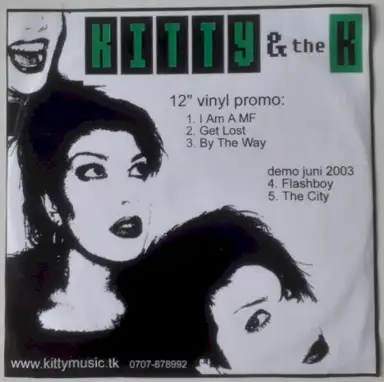 KITTY & the K
12" vinyl promo:
1. I Am A MF
2. Get Lost
3. By The Way
demo juni 2003
4. Flashboy
5. The City
www.kittymusic.tk 0707-878992